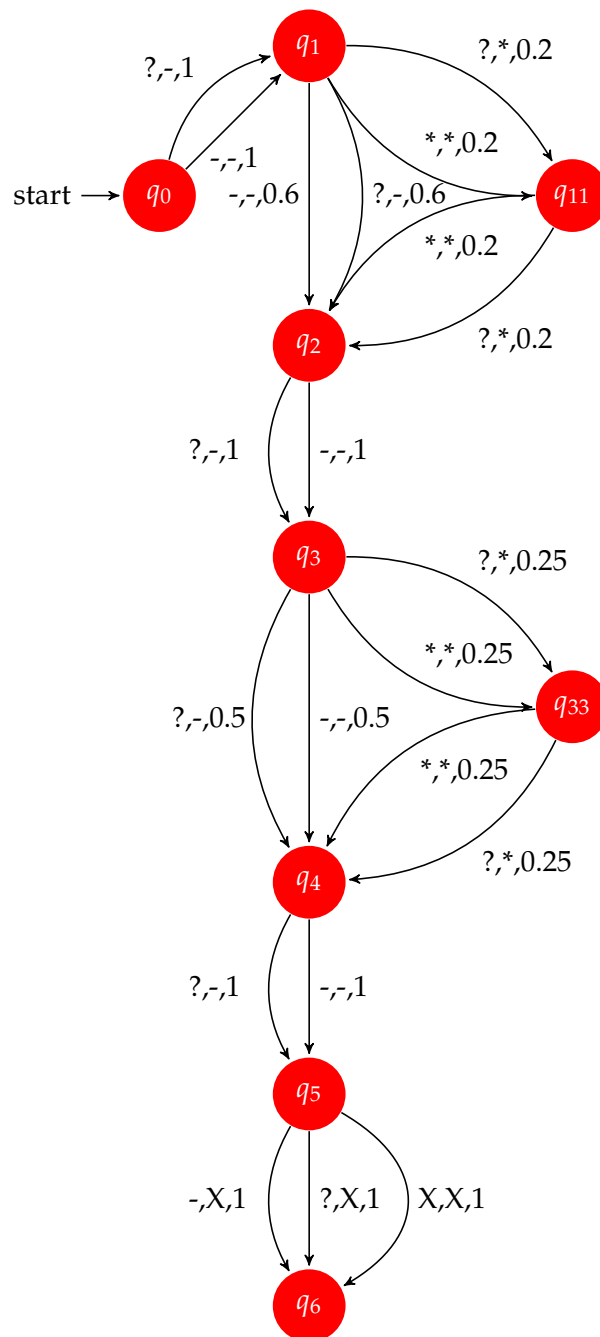 q1
?,-,1
?,*,0.2
*,*,0.2
-,-,1
start
q0
-,-,0.6
?,-,0.6
q11
*,*,0.2
?,*,0.2
q2
?,-,1
-,-,1
q3
?,*,0.25
*,*,0.25
?,-,0.5
-,-,0.5
q33
*,*,0.25
?,*,0.25
q4
?,-,1
-,-,1
q5
-,X,1
?,X,1
X,X,1
q6